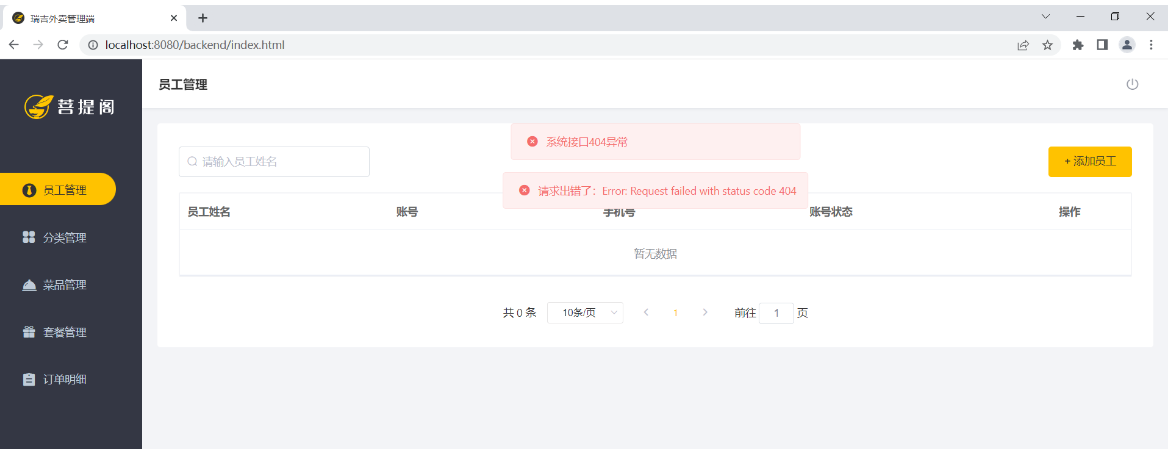 瑞吉外卖管理端
localhost:8080/backend/index.html
菩提阁
员工管理
员工管理
分类管理
菜品管理
套餐管理
订单明细
系统接口404异常
请求出错了：Error: Request failed with status code 404
请输入员工姓名
+ 添加员工
员工姓名 账号 手机号 账号状态 操作
暂无数据
共 0 条 10条/页 1 前往 1 页